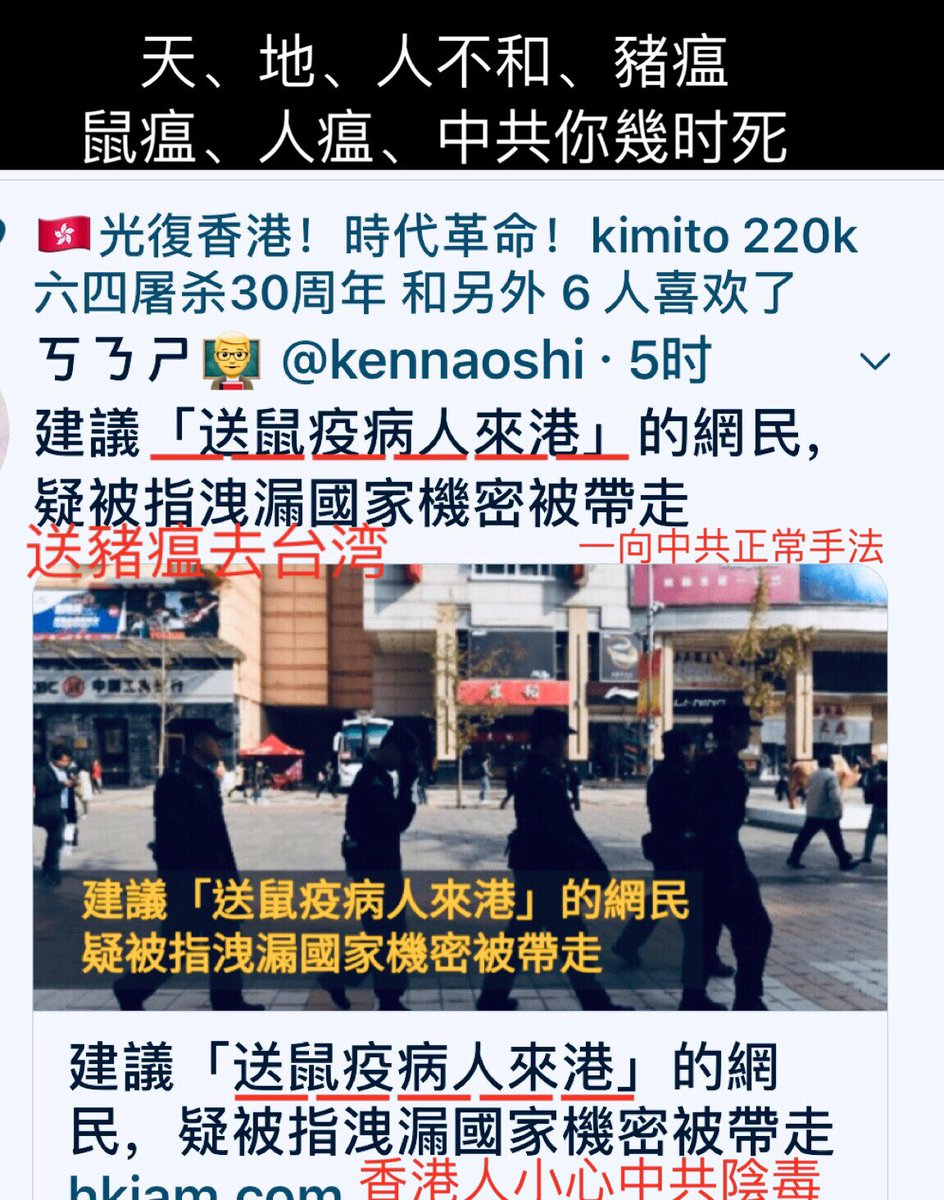 天、地、人不和、豬瘟
鼠瘟、人瘟、中共你幾时死
🇭🇰光復香港！時代革命！kimito 220k
六四屠杀30周年 和另外 6 人喜欢了
ㄎㄋㄕ👨‍🏫 @kennaoshi · 5时
建議「送鼠疫病人來港」的網民，
疑被指洩漏國家機密被帶走
送豬瘟去台湾
一向中共正常手法
中國工商银行
LI-NING
建議「送鼠疫病人來港」的網民
疑被指洩漏國家機密被帶走
建議「送鼠疫病人來港」的網
民，疑被指洩漏國家機密被帶走
hkjam.com
香港人小心中共陰毒